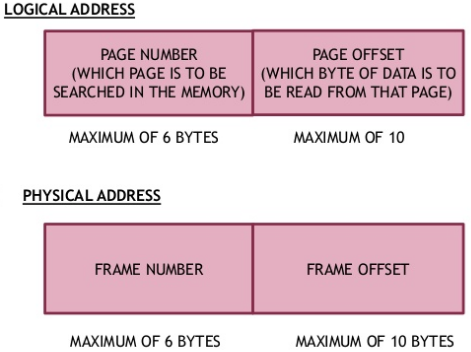 LOGICAL ADDRESS
PAGE NUMBER
(WHICH PAGE IS TO BE
SEARCHED IN THE MEMORY)
PAGE OFFSET
(WHICH BYTE OF DATA IS TO
BE READ FROM THAT PAGE)
MAXIMUM OF 6 BYTES
MAXIMUM OF 10
PHYSICAL ADDRESS
FRAME NUMBER
FRAME OFFSET
MAXIMUM OF 6 BYTES
MAXIMUM OF 10 BYTES